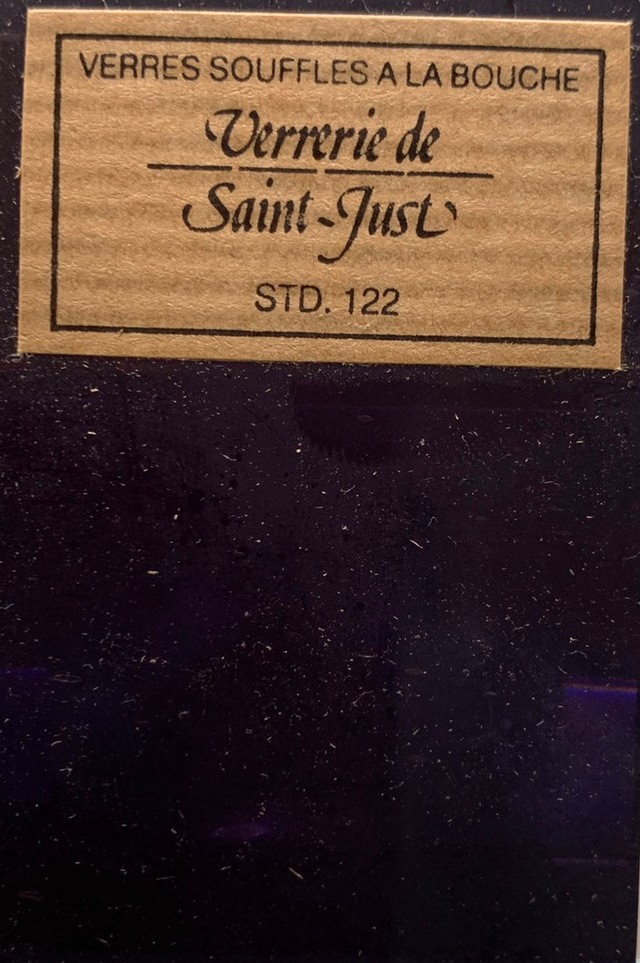 VERRES SOUFFLES A LA BOUCHE
Verrerie de
Saint-Just
STD. 122